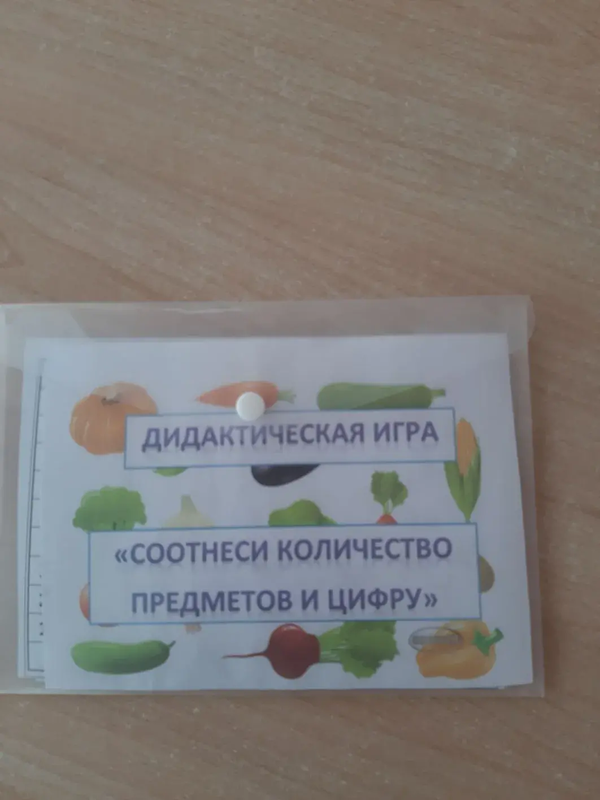 ДИДАКТИЧЕСКАЯ ИГРА
«СООТНЕСИ КОЛИЧЕСТВО
ПРЕДМЕТОВ И ЦИФРУ»